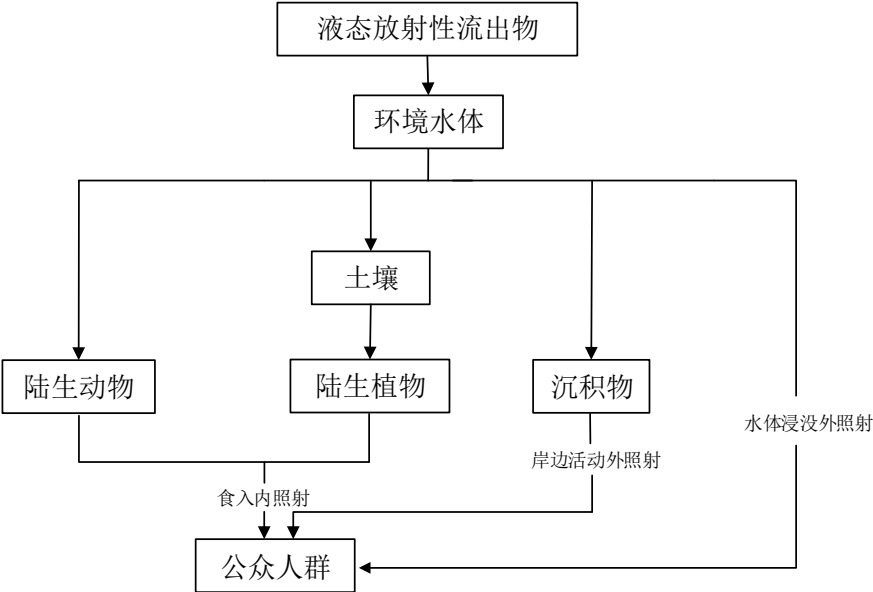 液态放射性流出物
环境水体
土壤
陆生动物
陆生植物
沉积物
水体浸没外照射
岸边活动外照射
食入内照射
公众人群